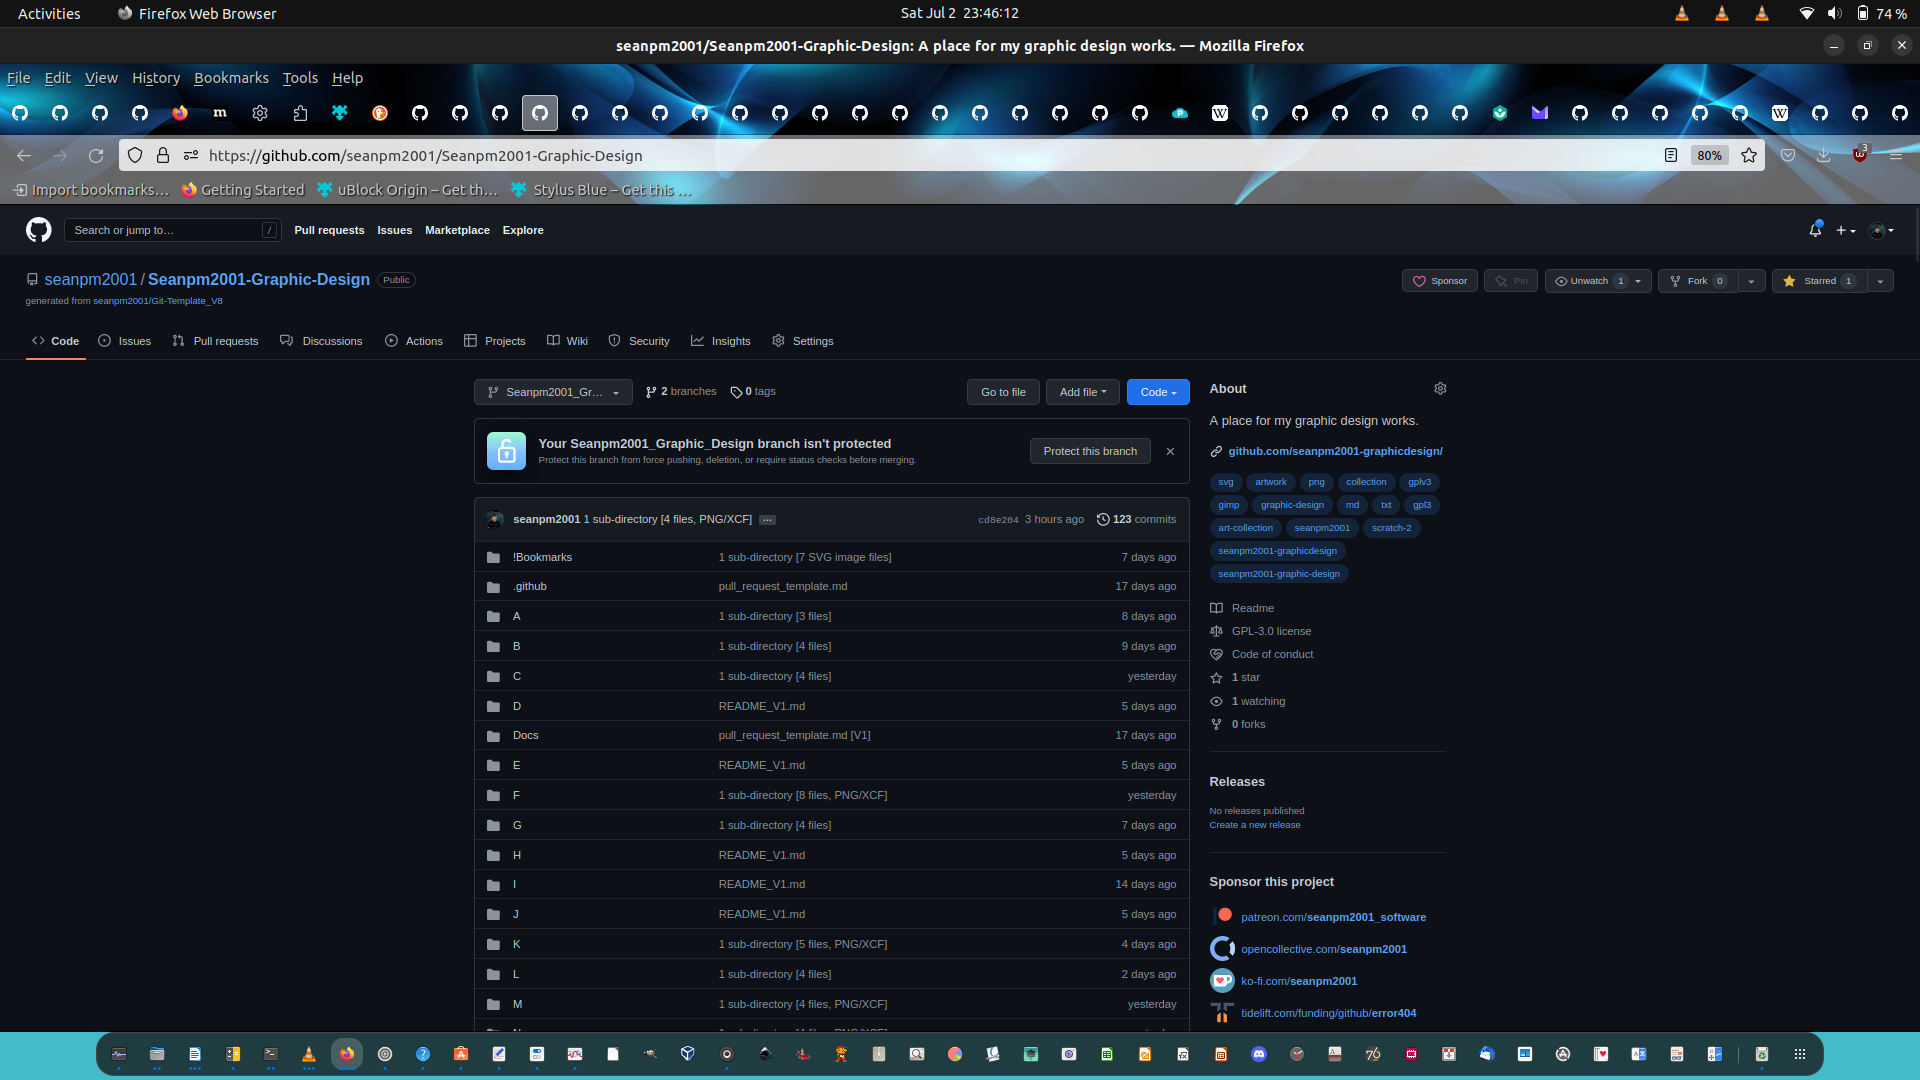 Activities
Firefox Web Browser
Sat Jul 2 23:46:12
74 %
seanpm2001/Seanpm2001-Graphic-Design: A place for my graphic design works. — Mozilla Firefox
File Edit View History Bookmarks Tools Help
https://github.com/seanpm2001/Seanpm2001-Graphic-Design
80%
3
Import bookmarks... Getting Started uBlock Origin – Get th... Stylus Blue – Get this ...
Search or jump to... / Pull requests Issues Marketplace Explore
seanpm2001 / Seanpm2001-Graphic-Design Public
Sponsor Pin Unwatch 1 Fork 0 Starred 1
generated from seanpm2001/Git-Template_V8
Code Issues Pull requests Discussions Actions Projects Wiki Security Insights Settings
Seanpm2001_Gr... 2 branches 0 tags Go to file Add file Code
Your Seanpm2001_Graphic_Design branch isn't protected
Protect this branch from force pushing, deletion, or require status checks before merging.
Protect this branch
seanpm2001 1 sub-directory [4 files, PNG/XCF] ... cd8e204 3 hours ago 123 commits
!Bookmarks 1 sub-directory [7 SVG image files] 7 days ago
.github pull_request_template.md 17 days ago
A 1 sub-directory [3 files] 8 days ago
B 1 sub-directory [4 files] 9 days ago
C 1 sub-directory [4 files] yesterday
D README_V1.md 5 days ago
Docs pull_request_template.md [V1] 17 days ago
E README_V1.md 5 days ago
F 1 sub-directory [8 files, PNG/XCF] yesterday
G 1 sub-directory [4 files] 7 days ago
H README_V1.md 5 days ago
I README_V1.md 14 days ago
J README_V1.md 5 days ago
K 1 sub-directory [5 files, PNG/XCF] 4 days ago
L 1 sub-directory [4 files] 2 days ago
M 1 sub-directory [4 files, PNG/XCF] yesterday
About
A place for my graphic design works.
github.com/seanpm2001-graphicdesign/
svg artwork png collection gplv3
gimp graphic-design md txt gpl3
art-collection seanpm2001 scratch-2
seanpm2001-graphicdesign
seanpm2001-graphic-design
Readme
GPL-3.0 license
Code of conduct
1 star
1 watching
0 forks
Releases
No releases published
Create a new release
Sponsor this project
patreon.com/seanpm2001_software
opencollective.com/seanpm2001
ko-fi.com/seanpm2001
tidelift.com/funding/github/error404